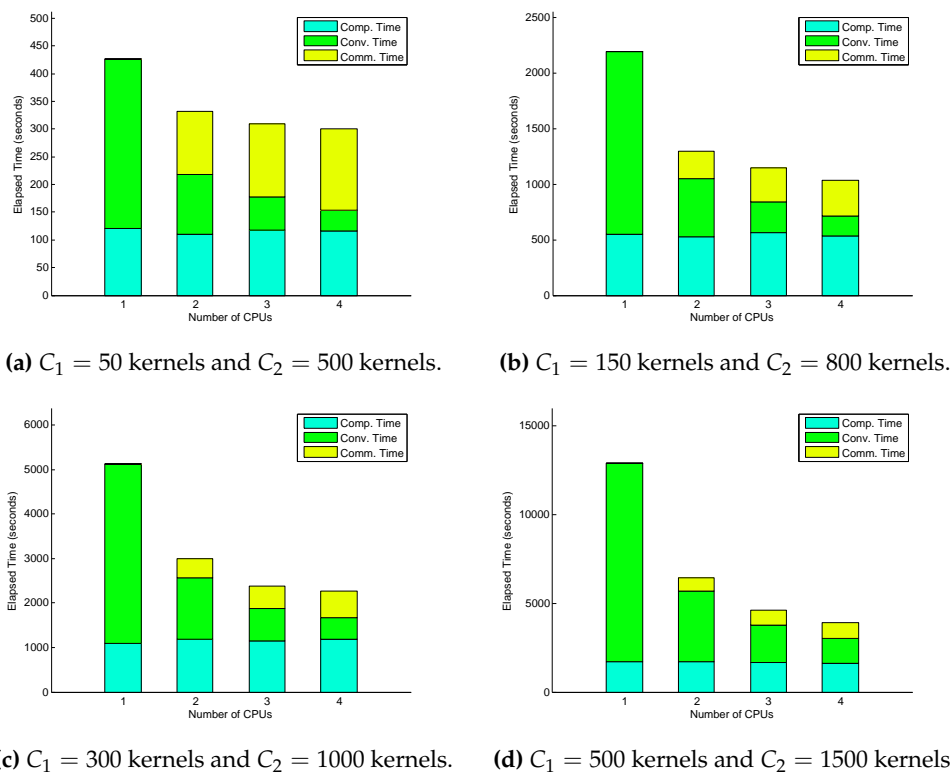 500
450
400
350
300
250
200
150
100
50
0
Elapsed Time (seconds)
Comp. Time
Conv. Time
Comm. Time
1 2 3 4
Number of CPUs
(a) C₁ = 50 kernels and C₂ = 500 kernels.
2500
2000
1500
1000
500
0
Elapsed Time (seconds)
Comp. Time
Conv. Time
Comm. Time
1 2 3 4
Number of CPUs
(b) C₁ = 150 kernels and C₂ = 800 kernels.
6000
5000
4000
3000
2000
1000
0
Elapsed Time (seconds)
Comp. Time
Conv. Time
Comm. Time
1 2 3 4
Number of CPUs
c) C₁ = 300 kernels and C₂ = 1000 kernels.
15000
10000
5000
0
Elapsed Time (seconds)
Comp. Time
Conv. Time
Comm. Time
1 2 3 4
Number of CPUs
(d) C₁ = 500 kernels and C₂ = 1500 kernels